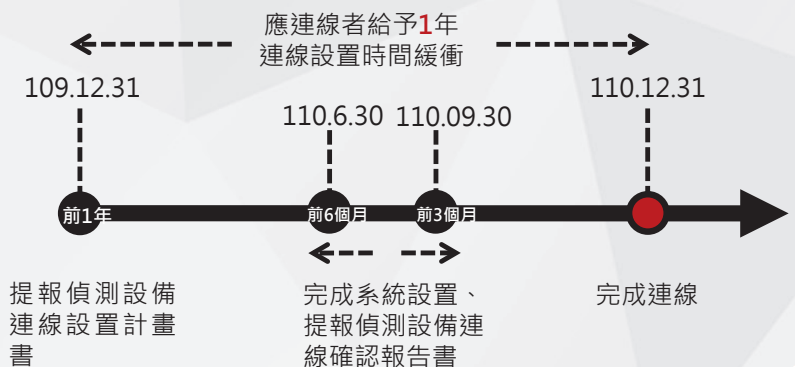 應連線者給予1年
連線設置時間緩衝
109.12.31
110.6.30
110.09.30
110.12.31
前1年
前6個月
前3個月
提報偵測設備
連線設置計畫
書
完成系統設置、
提報偵測設備連
線確認報告書
完成連線